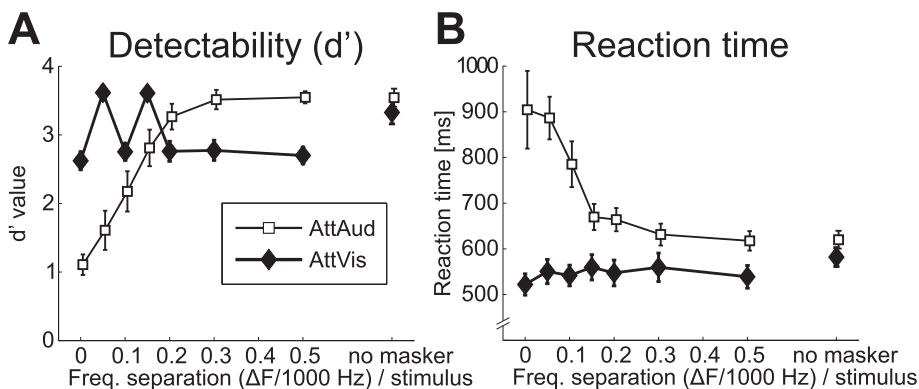 A
Detectability (d’)
4
3
2
1
0
d’ value
AttAud
AttVis
0 0.1 0.2 0.3 0.4 0.5 no masker
Freq. separation (ΔF/1000 Hz) / stimulus
B
Reaction time
1000
900
800
700
600
500
Reaction time [ms]
0 0.1 0.2 0.3 0.4 0.5 no masker
Freq. separation (ΔF/1000 Hz) / stimulus